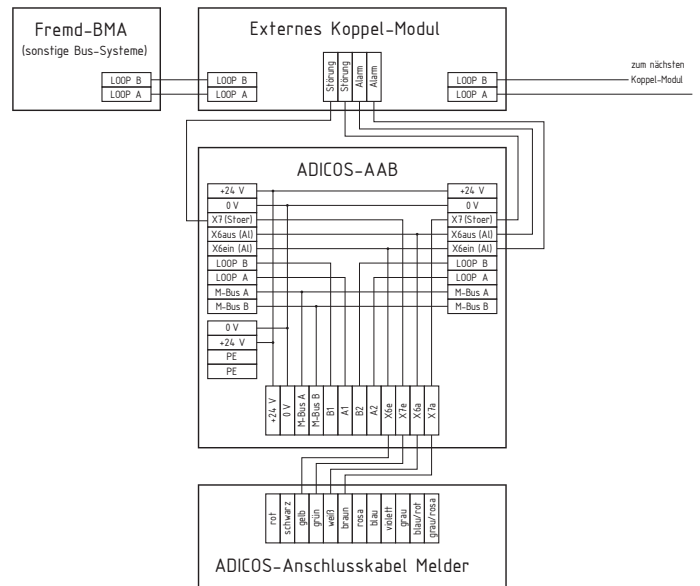 Fremd-BMA
(sonstige Bus-Systeme)
LOOP B
LOOP A
Externes Koppel-Modul
LOOP B
LOOP A
Störung
Störung
Alarm
Alarm
LOOP B
LOOP A
zum nächsten
Koppel-Modul
ADICOS-AAB
+24 V
0 V
X7 (Stoer)
X6aus (Al)
X6ein (Al)
LOOP B
LOOP A
M-Bus A
M-Bus B
0 V
+24 V
PE
PE
+24 V
0 V
X7 (Stoer)
X6aus (Al)
X6ein (Al)
LOOP B
LOOP A
M-Bus A
M-Bus B
+24 V
0 V
M-Bus A
M-Bus B
B1
A1
B2
A2
X6e
X7e
X6a
X7a
rot
schwarz
gelb
grün
weiß
braun
rosa
blau
violett
grau
blau/rot
grau/rosa
ADICOS-Anschlusskabel Melder